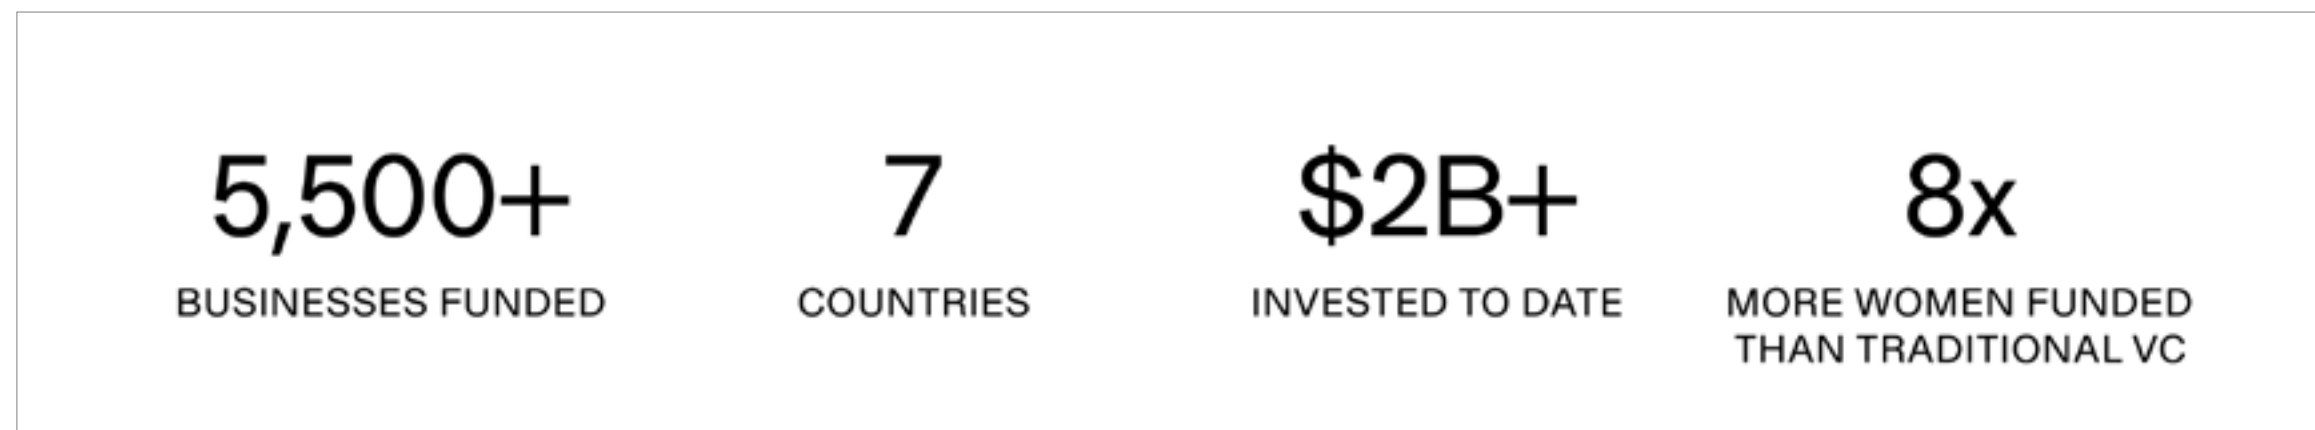 5,500+
BUSINESSES FUNDED
7
COUNTRIES
$2B+
INVESTED TO DATE
8x
MORE WOMEN FUNDED
THAN TRADITIONAL VC